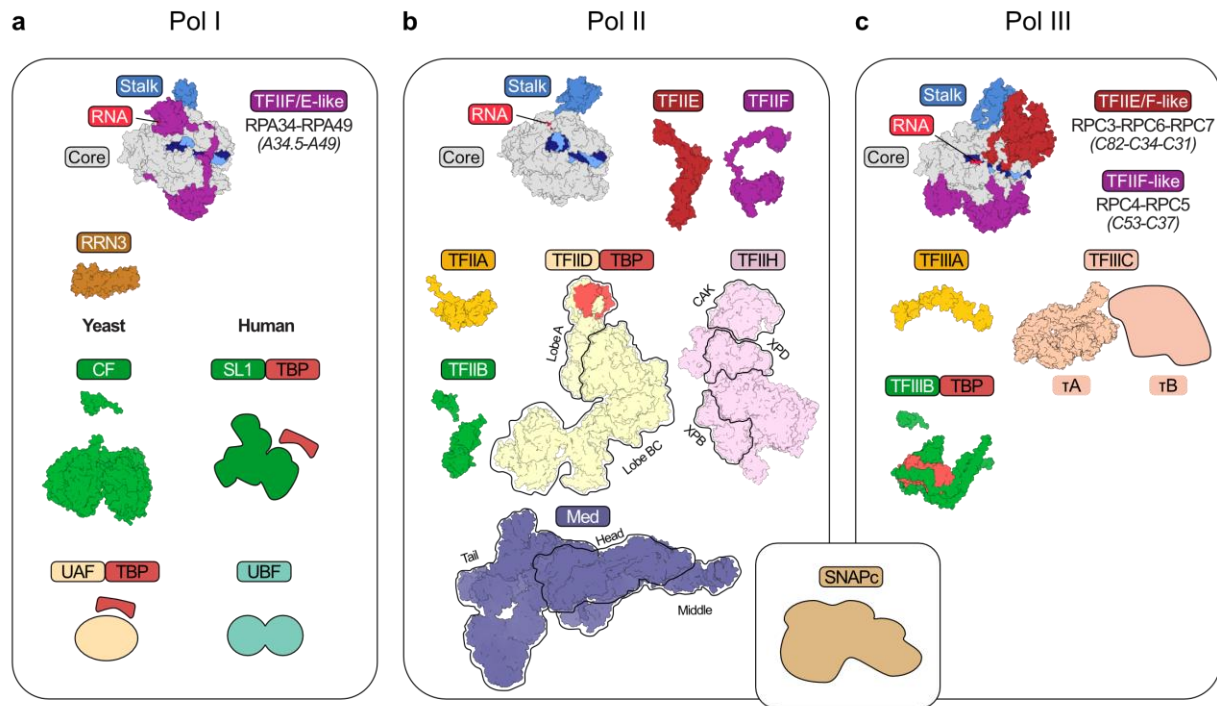 a
Pol I
Stalk
TFIIF/E-like
RNA
RPA34-RPA49
(A34.5-A49)
Core
RRN3
Yeast
Human
CF
SL1
TBP
UAF
TBP
UBF
b
Pol II
Stalk
RNA
TFIIE
TFIIF
Core
TFIIA
TFIID
TBP
TFIIH
CAK
Lobe A
XPD
TFIIB
XPB
Lobe BC
Med
Tail
Head
Middle
SNAPc
c
Pol III
Stalk
TFIIE/F-like
RNA
RPC3-RPC6-RPC7
(C82-C34-C31)
Core
TFIIF-like
RPC4-RPC5
(C53-C37)
TFIIIA
TFIIIC
TFIIIB
TBP
τA
τB